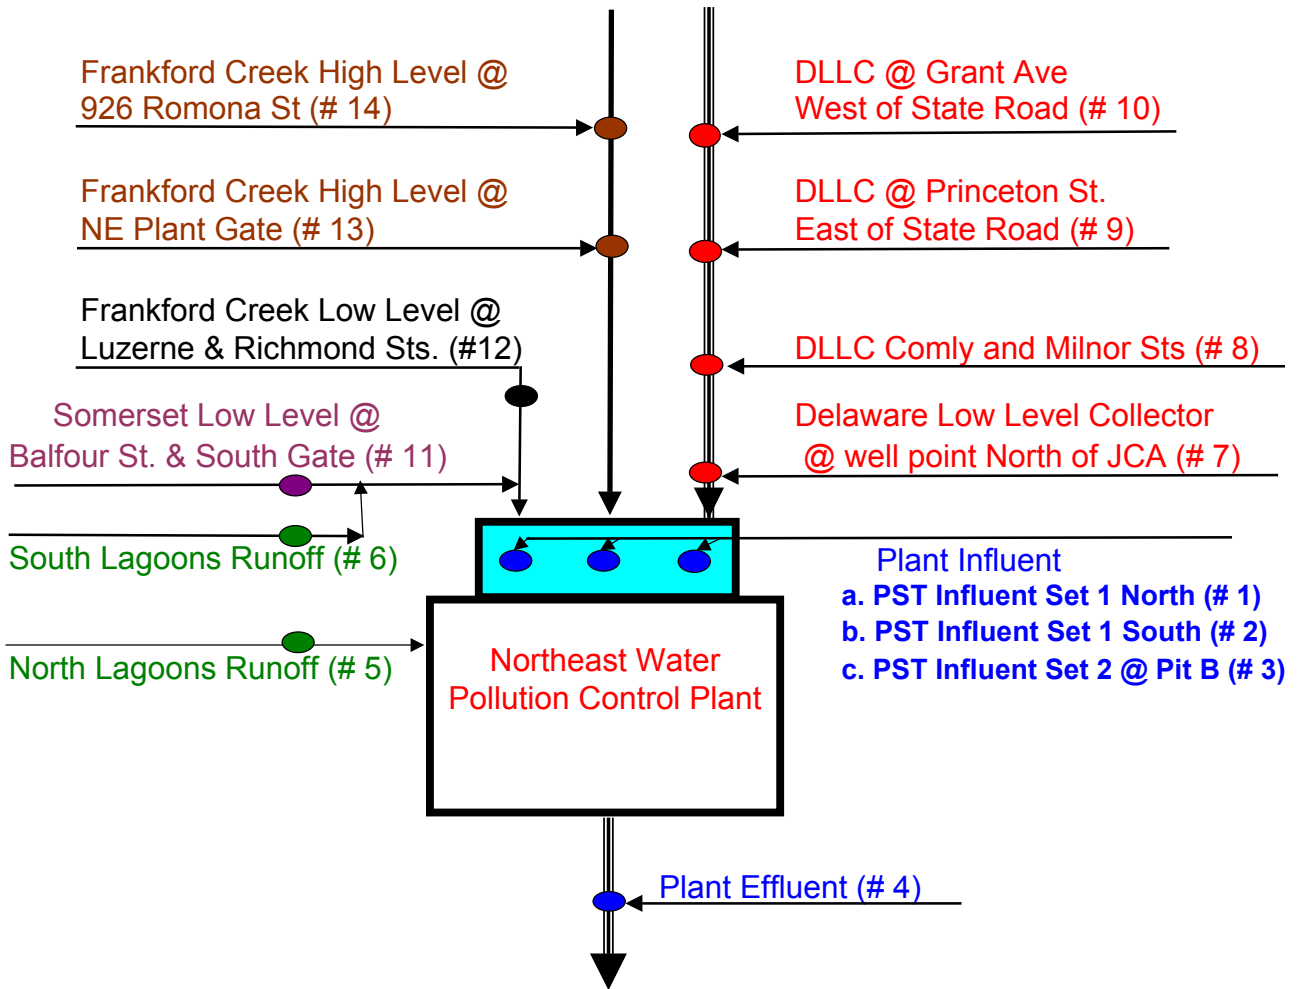 Frankford Creek High Level @
926 Romona St (# 14)
Frankford Creek High Level @
NE Plant Gate (# 13)
Frankford Creek Low Level @
Luzerne & Richmond Sts. (#12)
Somerset Low Level @
Balfour St. & South Gate (# 11)
South Lagoons Runoff (# 6)
North Lagoons Runoff (# 5)
DLLC @ Grant Ave
West of State Road (# 10)
DLLC @ Princeton St.
East of State Road (# 9)
DLLC Comly and Milnor Sts (# 8)
Delaware Low Level Collector
@ well point North of JCA (# 7)
Plant Influent
a. PST Influent Set 1 North (# 1)
b. PST Influent Set 1 South (# 2)
c. PST Influent Set 2 @ Pit B (# 3)
Northeast Water
Pollution Control Plant
Plant Effluent (# 4)